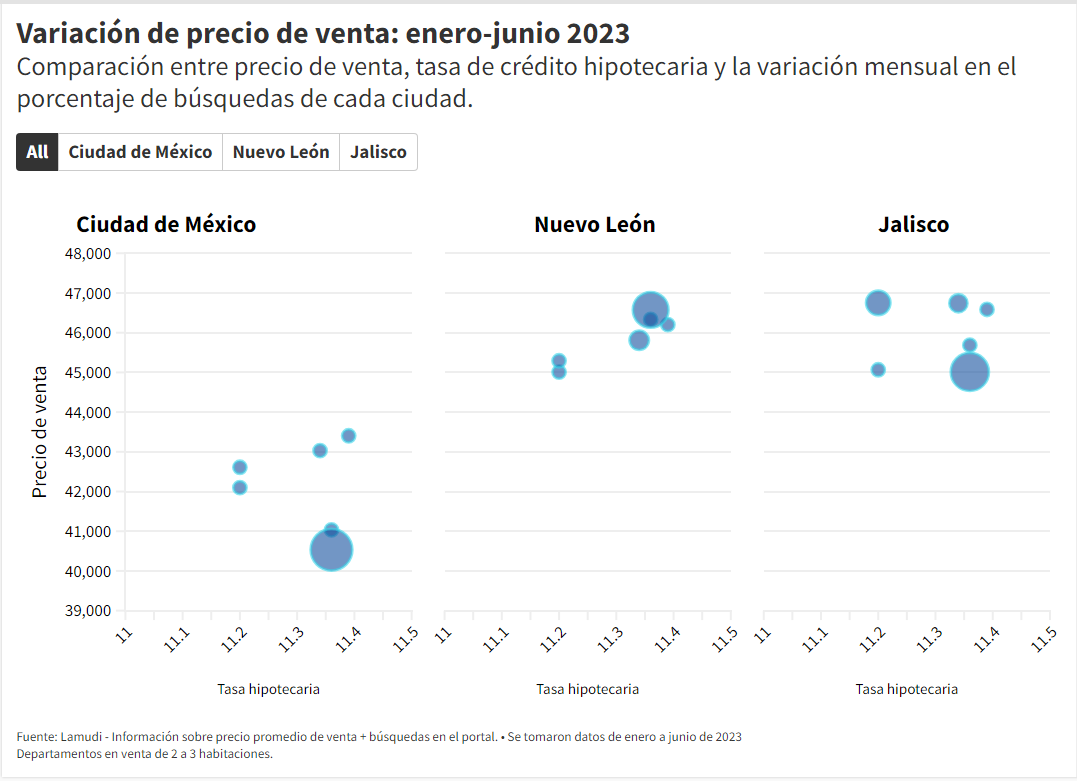 Variación de precio de venta: enero-junio 2023
Comparación entre precio de venta, tasa de crédito hipotecaria y la variación mensual en el
porcentaje de búsquedas de cada ciudad.
All Ciudad de México Nuevo León Jalisco
Ciudad de México Nuevo León Jalisco
Precio de venta
48,000
47,000
46,000
45,000
44,000
43,000
42,000
41,000
40,000
39,000
11 11.1 11.2 11.3 11.4 11.5 11 11.1 11.2 11.3 11.4 11.5 11 11.1 11.2 11.3 11.4 11.5
Tasa hipotecaria Tasa hipotecaria Tasa hipotecaria
Fuente: Lamudi - Información sobre precio promedio de venta + búsquedas en el portal. • Se tomaron datos de enero a junio de 2023
Departamentos en venta de 2 a 3 habitaciones.